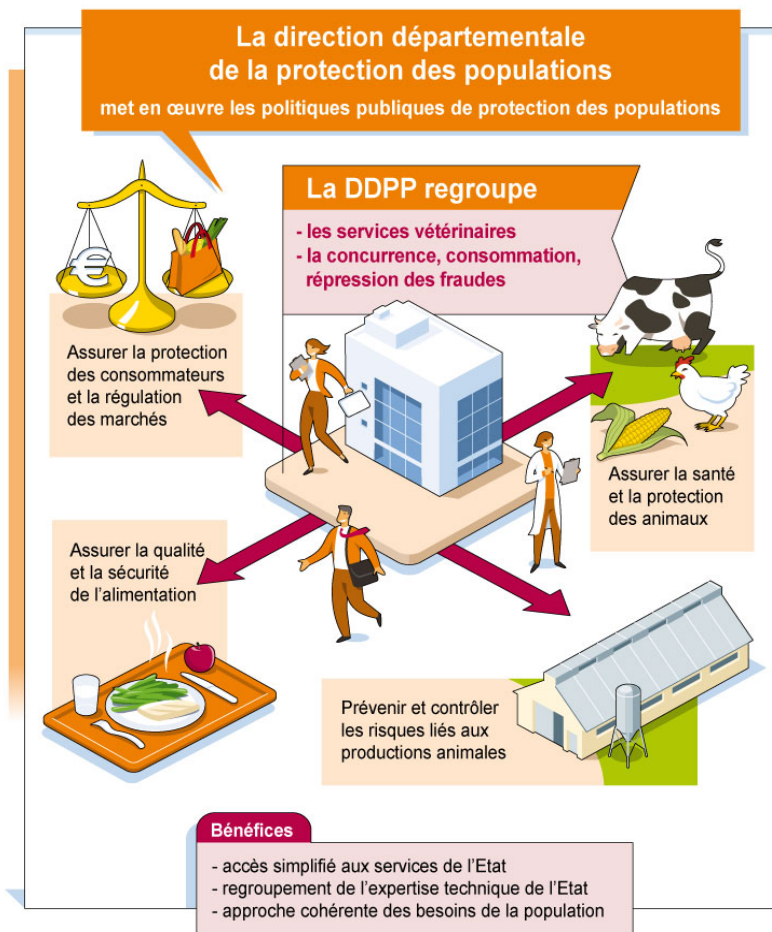 La direction départementale
de la protection des populations
met en œuvre les politiques publiques de protection des populations
La DDPP regroupe
- les services vétérinaires
- la concurrence, consommation,
répression des fraudes
€
Assurer la protection
des consommateurs
et la régulation
des marchés
Assurer la santé
et la protection
des animaux
Assurer la qualité
et la sécurité
de l’alimentation
Prévenir et contrôler
les risques liés aux
productions animales
Bénéfices
- accès simplifié aux services de l’Etat
- regroupement de l’expertise technique de l’Etat
- approche cohérente des besoins de la population